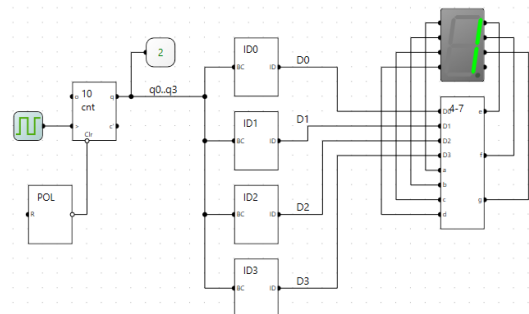 2
10
cnt
o
q
>
c'
Clr
q0..q3
POL
R
ID0
BC
ID
D0
ID1
BC
ID
D1
ID2
BC
ID
D2
ID3
BC
ID
D3
4-7
D0
D1
D2
D3
a
b
c
d
e
f
g